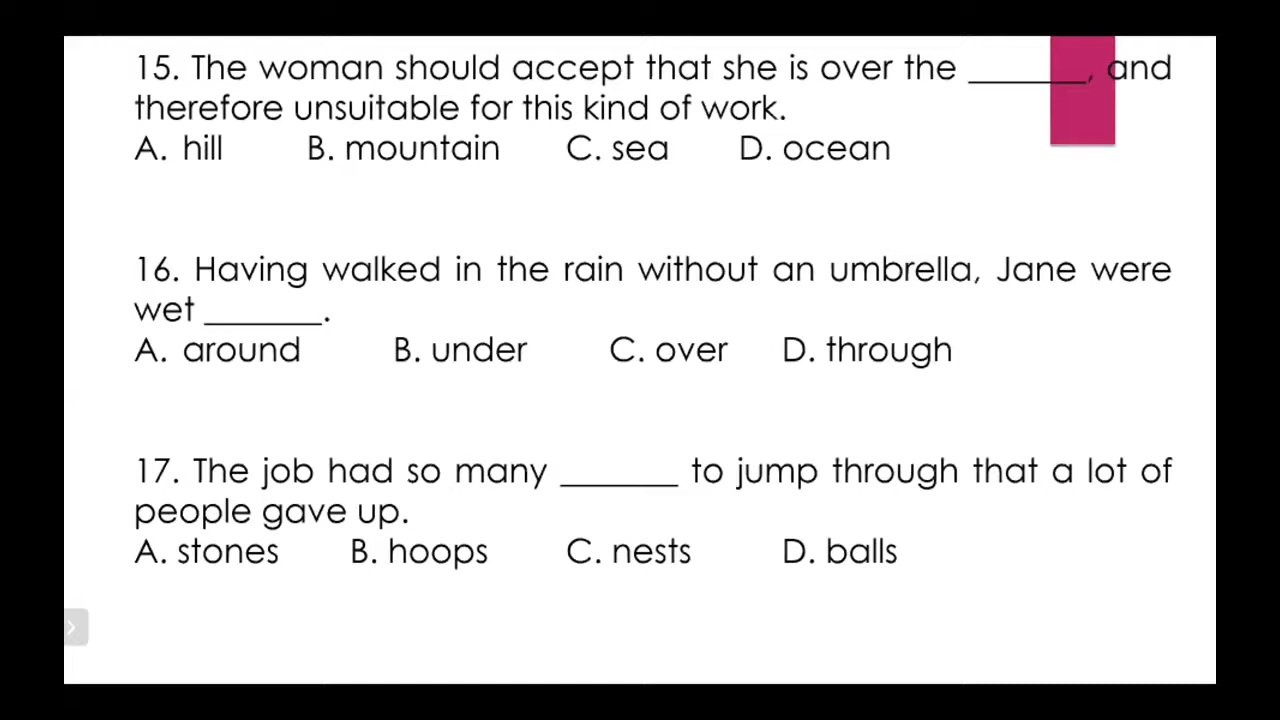 15. The woman should accept that she is over the ______, and
therefore unsuitable for this kind of work.
A. hill B. mountain C. sea D. ocean
16. Having walked in the rain without an umbrella, Jane were
wet ______.
A. around B. under C. over D. through
17. The job had so many ______ to jump through that a lot of
people gave up.
A. stones B. hoops C. nests D. balls